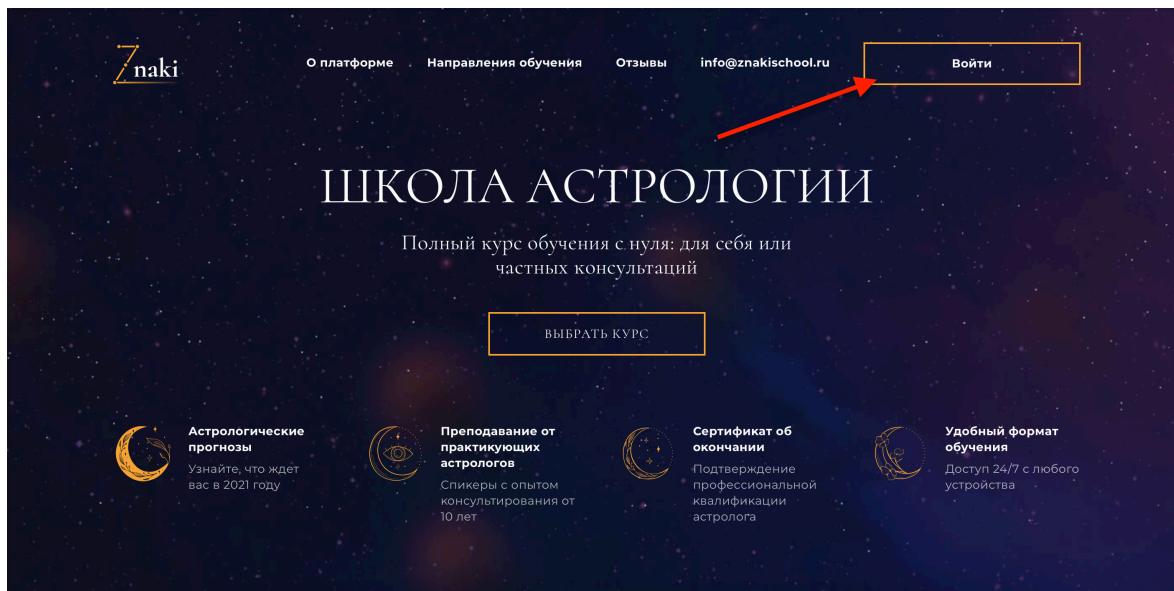 Znaki
О платформе
Направления обучения
Отзывы
info@znakischool.ru
Войти
ШКОЛА АСТРОЛОГИИ
Полный курс обучения с нуля: для себя или
частных консультаций
ВЫБРАТЬ КУРС
Астрологические
прогнозы
Узнайте, что ждет
вас в 2021 году
Преподавание от
практикующих
астрологов
Спикеры с опытом
консультирования от
10 лет
Сертификат об
окончании
Подтверждение
профессиональной
квалификации
астролога
Удобный формат
обучения
Доступ 24/7 с любого
устройства